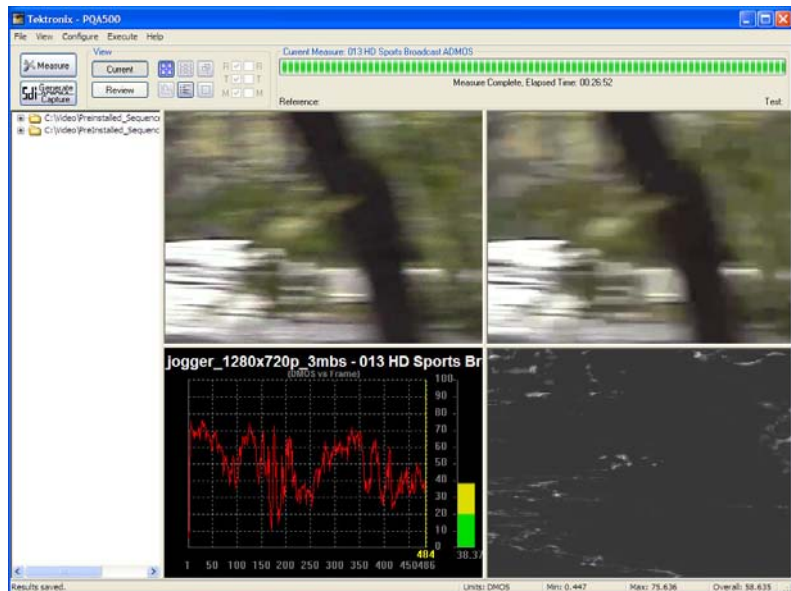 Tektronix - PQA500
File View Configure Execute Help
Measure
Sdi Generate Capture
View
Current
Review
R R
T T
M M
Current Measure: 013 HD Sports Broadcast ADMOS
Measure Complete, Elapsed Time: 00:26:52
Reference: Test:
C:\Video\Preinstalled_Sequence
C:\Video\PreInstalled_Sequenc
jogger_1280x720p_3mbs - 013 HD Sports Br
(DMOS vs Frame)
100
90
80
70
60
50
40
30
20
10
0
484
38.37
1 50 100 150 200 250 300 350 400 450 486
Results saved.
Units: DMOS Min: 0.447 Max: 75.636 Overall: 58.635